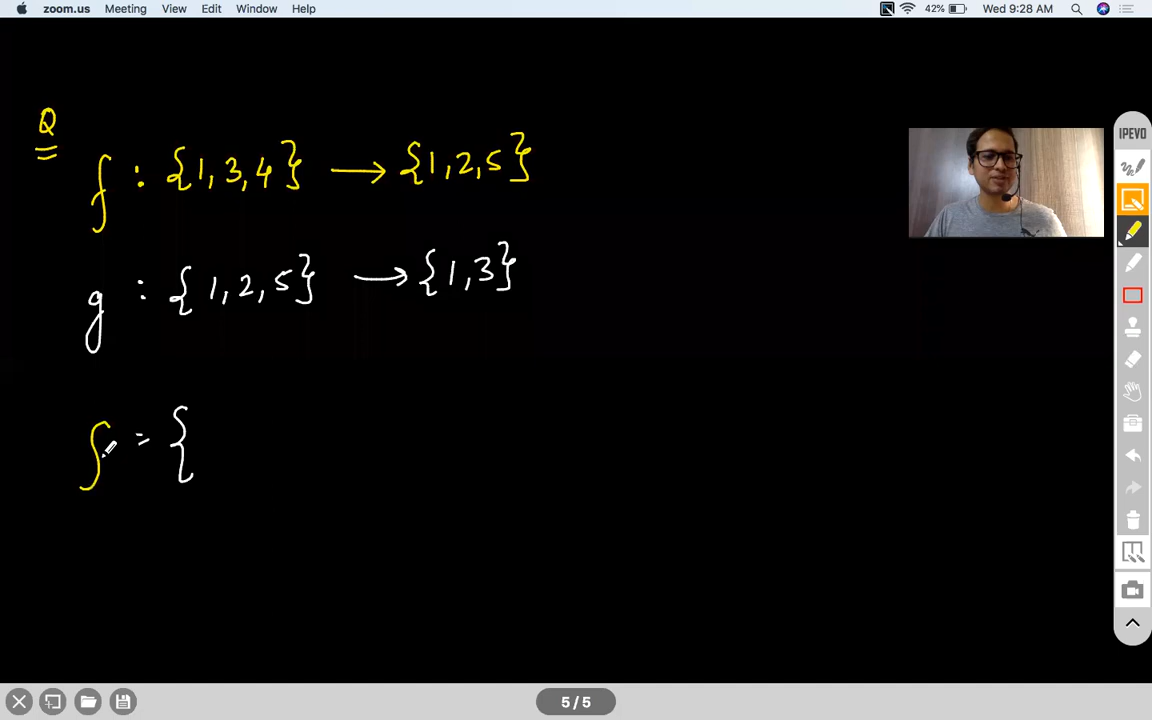 zoom.us Meeting View Edit Window Help 42% Wed 9:28 AM
Q
f : {1,3,4} → {1,2,5}
g : {1,2,5} → {1,3}
f = {
IPEVO
5 / 5